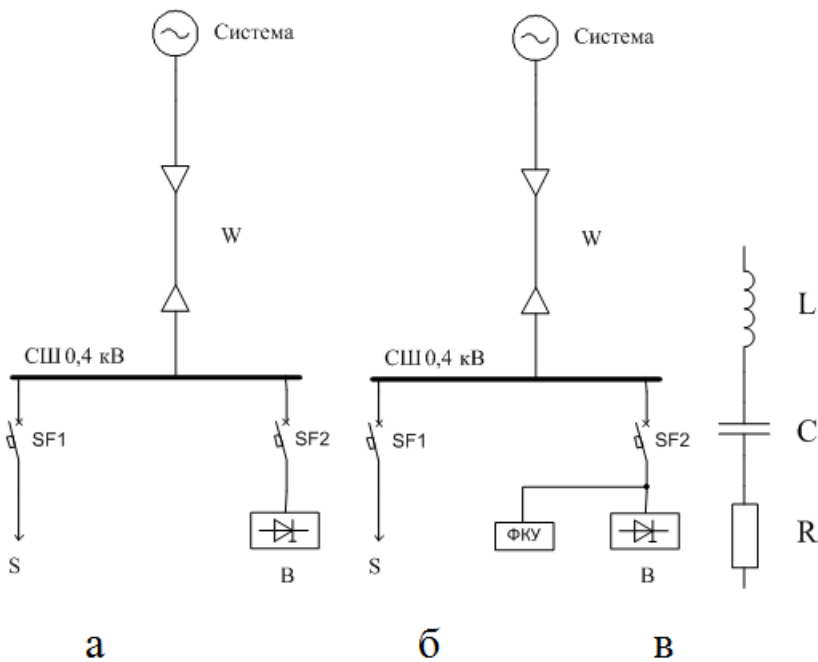 Система
Система
W
W
L
СШ 0,4 кВ
СШ 0,4 кВ
SF1
SF2
SF1
SF2
C
ФКУ
R
S
В
S
В
а
б
в